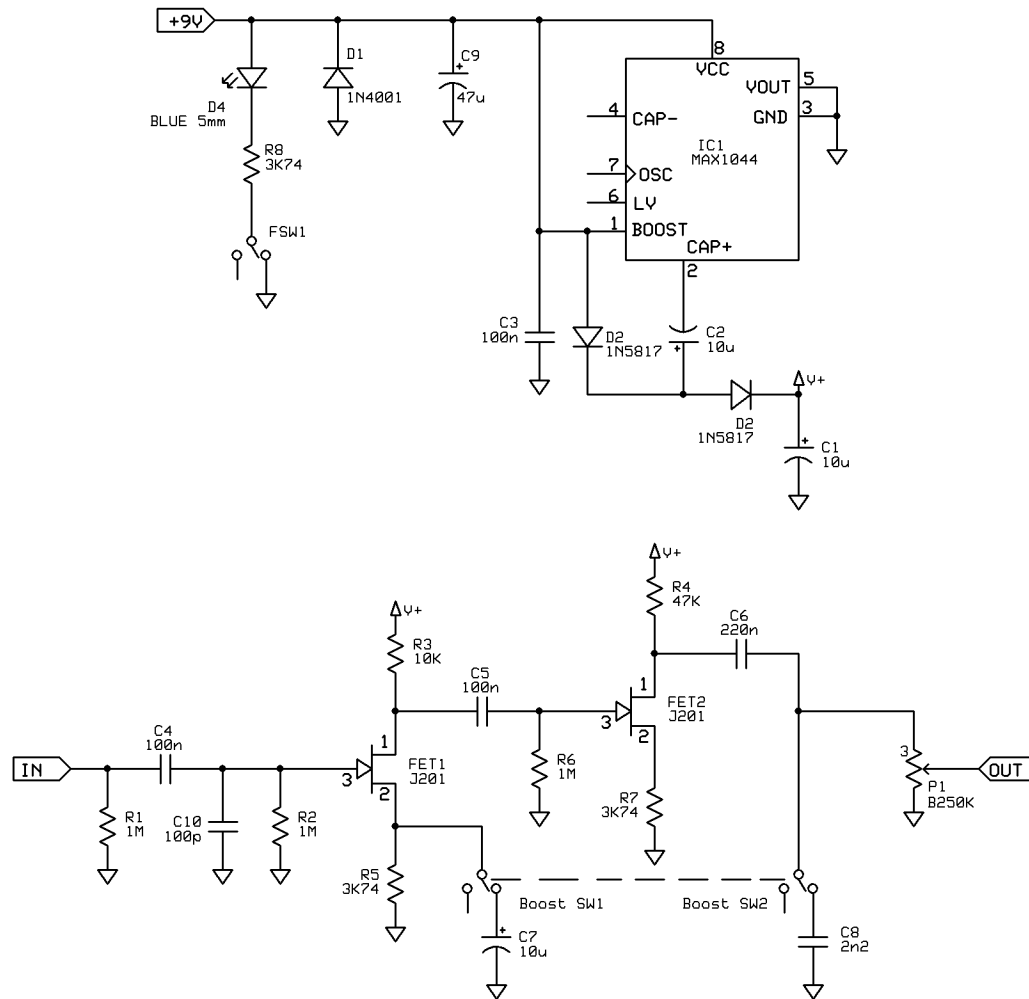 +9V
D4
BLUE 5mm
R8
3K74
FSW1
D1
1N4001
C9
+
47u
8
VCC
VOUT
5
GND
3
4
CAP-
IC1
MAX1044
7
OSC
6
LV
1
BOOST
CAP+
2
C3
100n
D2
1N5817
C2
10u
+
V+
D2
1N5817
+
C1
10u
V+
R4
47K
V+
R3
10K
C6
220n
C5
100n
1
FET2
J201
3
2
C4
100n
IN
1
FET1
J201
3
2
R1
1M
C10
100p
R2
1M
R6
1M
R7
3K74
3
P1
B250K
OUT
R5
3K74
Boost SW1
Boost SW2
+
C7
10u
C8
2n2